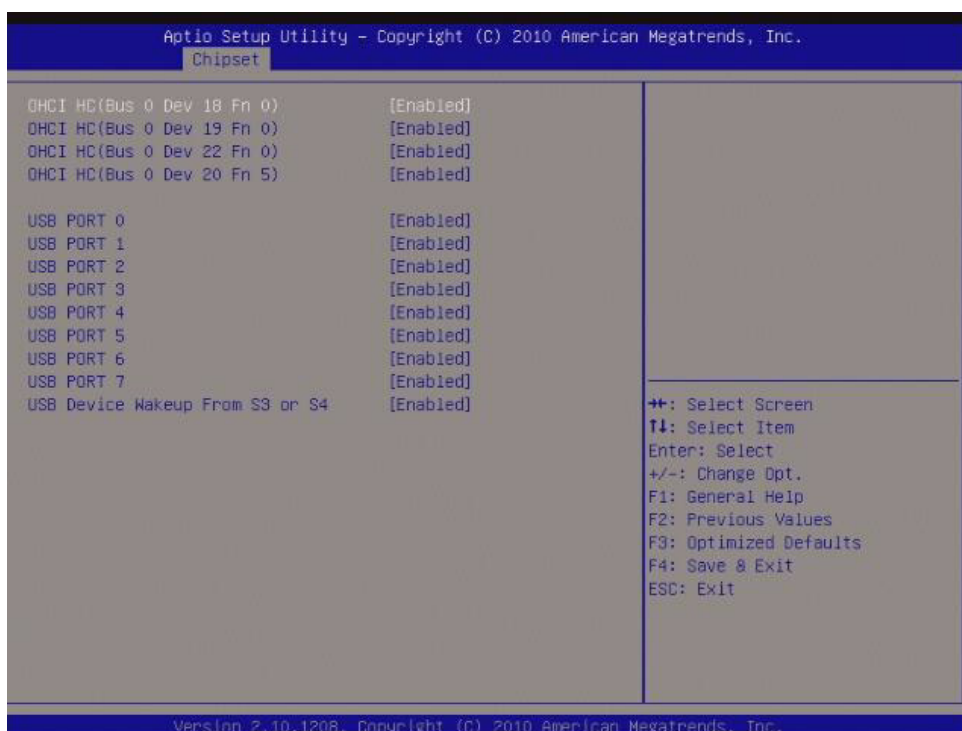 Aptio Setup Utility – Copyright (C) 2010 American Megatrends, Inc.
Chipset
OHCI HC(Bus 0 Dev 18 Fn 0) [Enabled]
OHCI HC(Bus 0 Dev 19 Fn 0) [Enabled]
OHCI HC(Bus 0 Dev 22 Fn 0) [Enabled]
OHCI HC(Bus 0 Dev 20 Fn 5) [Enabled]
USB PORT 0 [Enabled]
USB PORT 1 [Enabled]
USB PORT 2 [Enabled]
USB PORT 3 [Enabled]
USB PORT 4 [Enabled]
USB PORT 5 [Enabled]
USB PORT 6 [Enabled]
USB PORT 7 [Enabled]
USB Device Wakeup From S3 or S4 [Enabled]
→←: Select Screen
↑↓: Select Item
Enter: Select
+/-: Change Opt.
F1: General Help
F2: Previous Values
F3: Optimized Defaults
F4: Save & Exit
ESC: Exit
Version 2.10.1208. Copyright (C) 2010 American Megatrends, Inc.